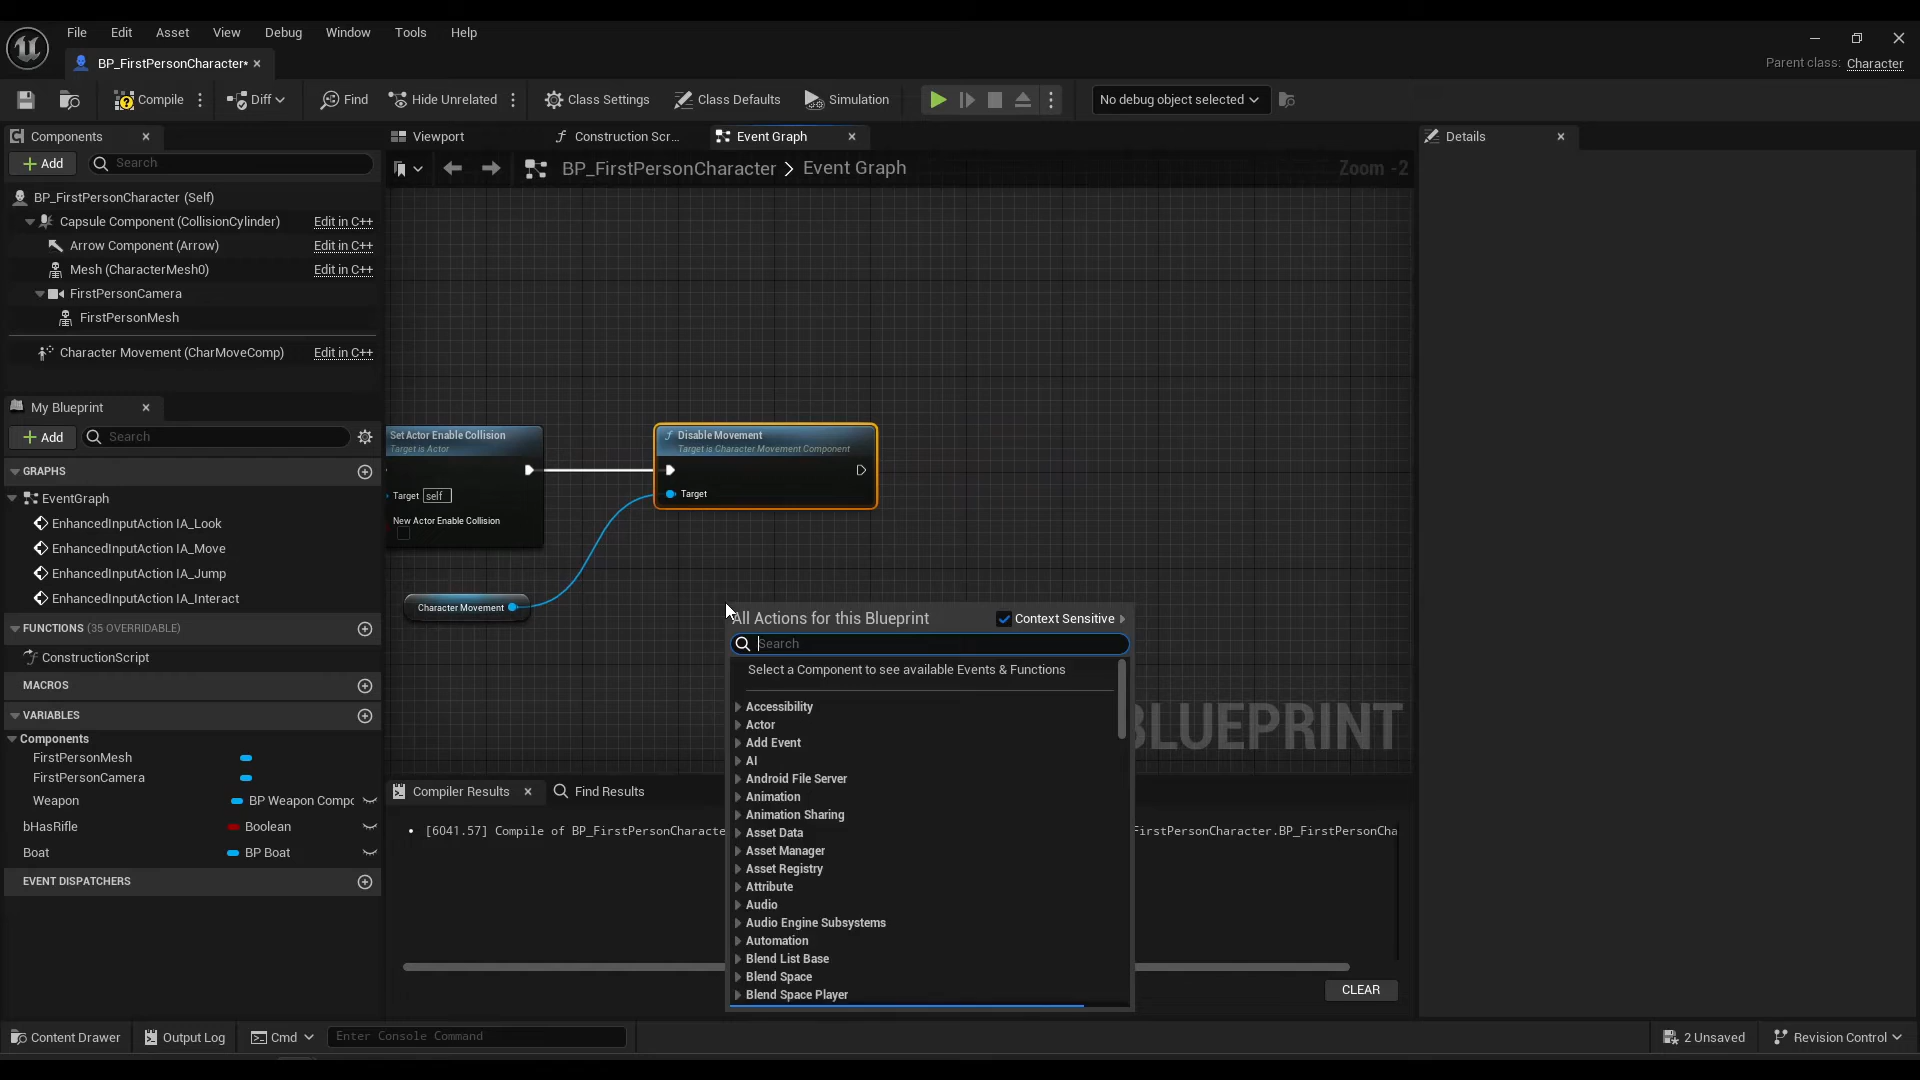 File Edit Asset View Debug Window Tools Help
BP_FirstPersonCharacter*
Parent class: Character
Compile Diff Find Hide Unrelated Class Settings Class Defaults Simulation No debug object selected
Components
Add Search
BP_FirstPersonCharacter (Self)
Capsule Component (CollisionCylinder) Edit in C++
Arrow Component (Arrow) Edit in C++
Mesh (CharacterMesh0) Edit in C++
FirstPersonCamera
FirstPersonMesh
Character Movement (CharMoveComp) Edit in C++
My Blueprint
Add Search
GRAPHS
EventGraph
EnhancedInputAction IA_Look
EnhancedInputAction IA_Move
EnhancedInputAction IA_Jump
EnhancedInputAction IA_Interact
FUNCTIONS (35 OVERRIDABLE)
ConstructionScript
MACROS
VARIABLES
Components
FirstPersonMesh
FirstPersonCamera
Weapon BP Weapon Compo
bHasRifle Boolean
Boat BP Boat
EVENT DISPATCHERS
Viewport Construction Scr... Event Graph
BP_FirstPersonCharacter > Event Graph
Zoom -2
Set Actor Enable Collision
Target is Actor
Target self
New Actor Enable Collision
Disable Movement
Target is Character Movement Component
Target
Character Movement
BLUEPRINT
All Actions for this Blueprint Context Sensitive
Search
Select a Component to see available Events & Functions
Accessibility
Actor
Add Event
AI
Android File Server
Animation
Animation Sharing
Asset Data
Asset Manager
Asset Registry
Attribute
Audio
Audio Engine Subsystems
Automation
Blend List Base
Blend Space
Blend Space Player
Compiler Results Find Results
[6041.57] Compile of BP_FirstPersonCharacte
FirstPersonCharacter.BP_FirstPersonCha
CLEAR
Details
Content Drawer Output Log Cmd Enter Console Command
2 Unsaved Revision Control